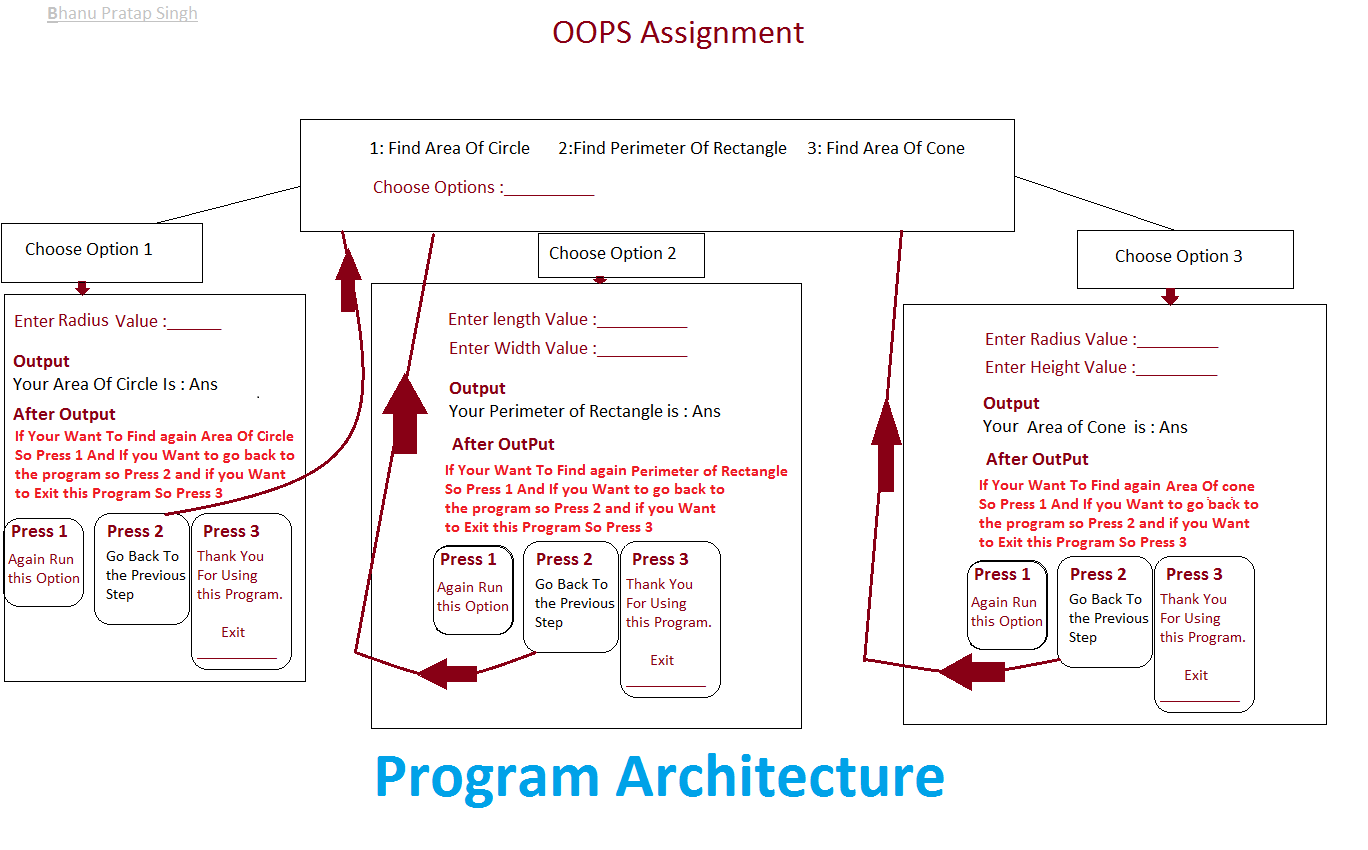 Bhanu Pratap Singh
OOPS Assignment
1: Find Area Of Circle 2:Find Perimeter Of Rectangle 3: Find Area Of Cone
Choose Options :__________
Choose Option 1
Enter Radius Value :______
Output
Your Area Of Circle Is : Ans
After Output
If Your Want To Find again Area Of Circle
So Press 1 And If you Want to go back to
the program so Press 2 and if you Want
to Exit this Program So Press 3
Press 1
Again Run
this Option
Press 2
Go Back To
the Previous
Step
Press 3
Thank You
For Using
this Program.
Exit
Choose Option 2
Enter length Value :__________
Enter Width Value :__________
Output
Your Perimeter of Rectangle is : Ans
After OutPut
If Your Want To Find again Perimeter of Rectangle
So Press 1 And If you Want to go back to
the program so Press 2 and if you Want
to Exit this Program So Press 3
Press 1
Again Run
this Option
Press 2
Go Back To
the Previous
Step
Press 3
Thank You
For Using
this Program.
Exit
Choose Option 3
Enter Radius Value :_________
Enter Height Value :_________
Output
Your Area of Cone is : Ans
After OutPut
If Your Want To Find again Area Of cone
So Press 1 And If you Want to go back to
the program so Press 2 and if you Want
to Exit this Program So Press 3
Press 1
Again Run
this Option
Press 2
Go Back To
the Previous
Step
Press 3
Thank You
For Using
this Program.
Exit
Program Architecture